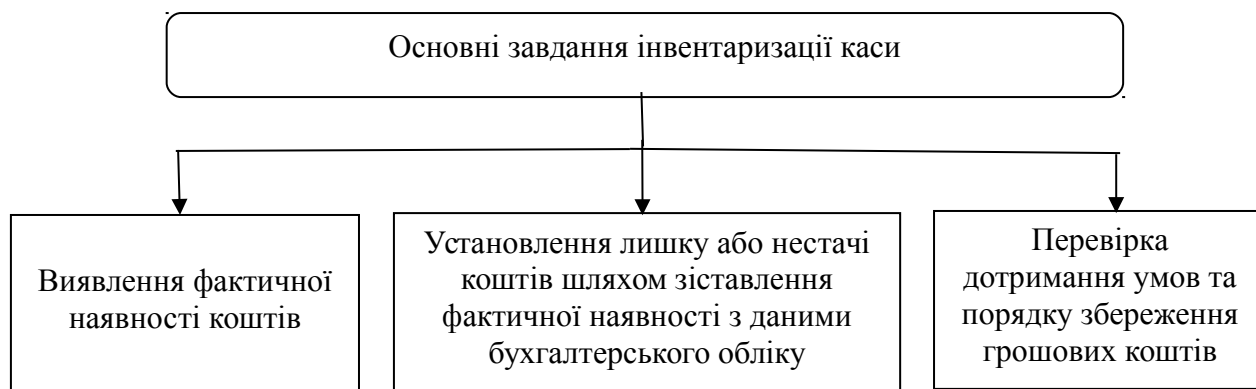 Основні завдання інвентаризації каси
Виявлення фактичної
наявності коштів
Установлення лишку або нестачі
коштів шляхом зіставлення
фактичної наявності з даними
бухгалтерського обліку
Перевірка
дотримання умов та
порядку збереження
грошових коштів